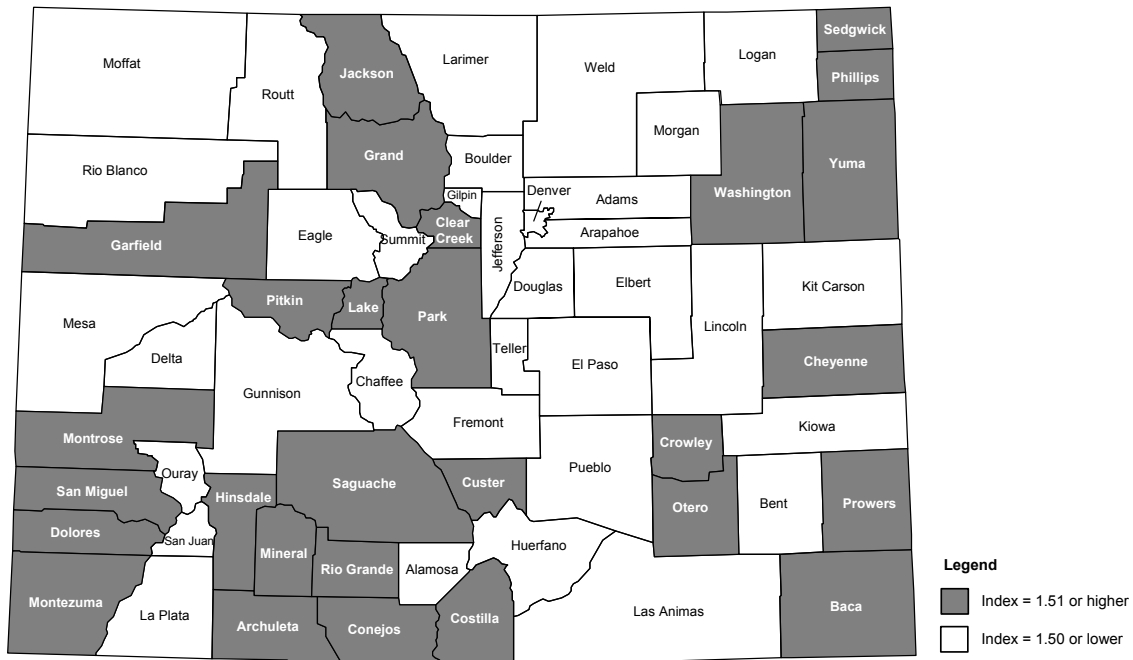 Moffat
Routt
Jackson
Larimer
Weld
Logan
Sedgwick
Phillips
Morgan
Rio Blanco
Grand
Boulder
Gilpin
Denver
Adams
Washington
Yuma
Garfield
Eagle
Summit
Clear
Creek
Jefferson
Arapahoe
Pitkin
Lake
Park
Douglas
Elbert
Lincoln
Kit Carson
Mesa
Delta
Gunnison
Chaffee
Teller
El Paso
Cheyenne
Montrose
Fremont
Crowley
Kiowa
Ouray
San Miguel
Hinsdale
Saguache
Custer
Pueblo
Otero
Bent
Prowers
Dolores
San Juan
Mineral
Rio Grande
Alamosa
Huerfano
Montezuma
La Plata
Archuleta
Conejos
Costilla
Las Animas
Baca
Legend
Index = 1.51 or higher
Index = 1.50 or lower